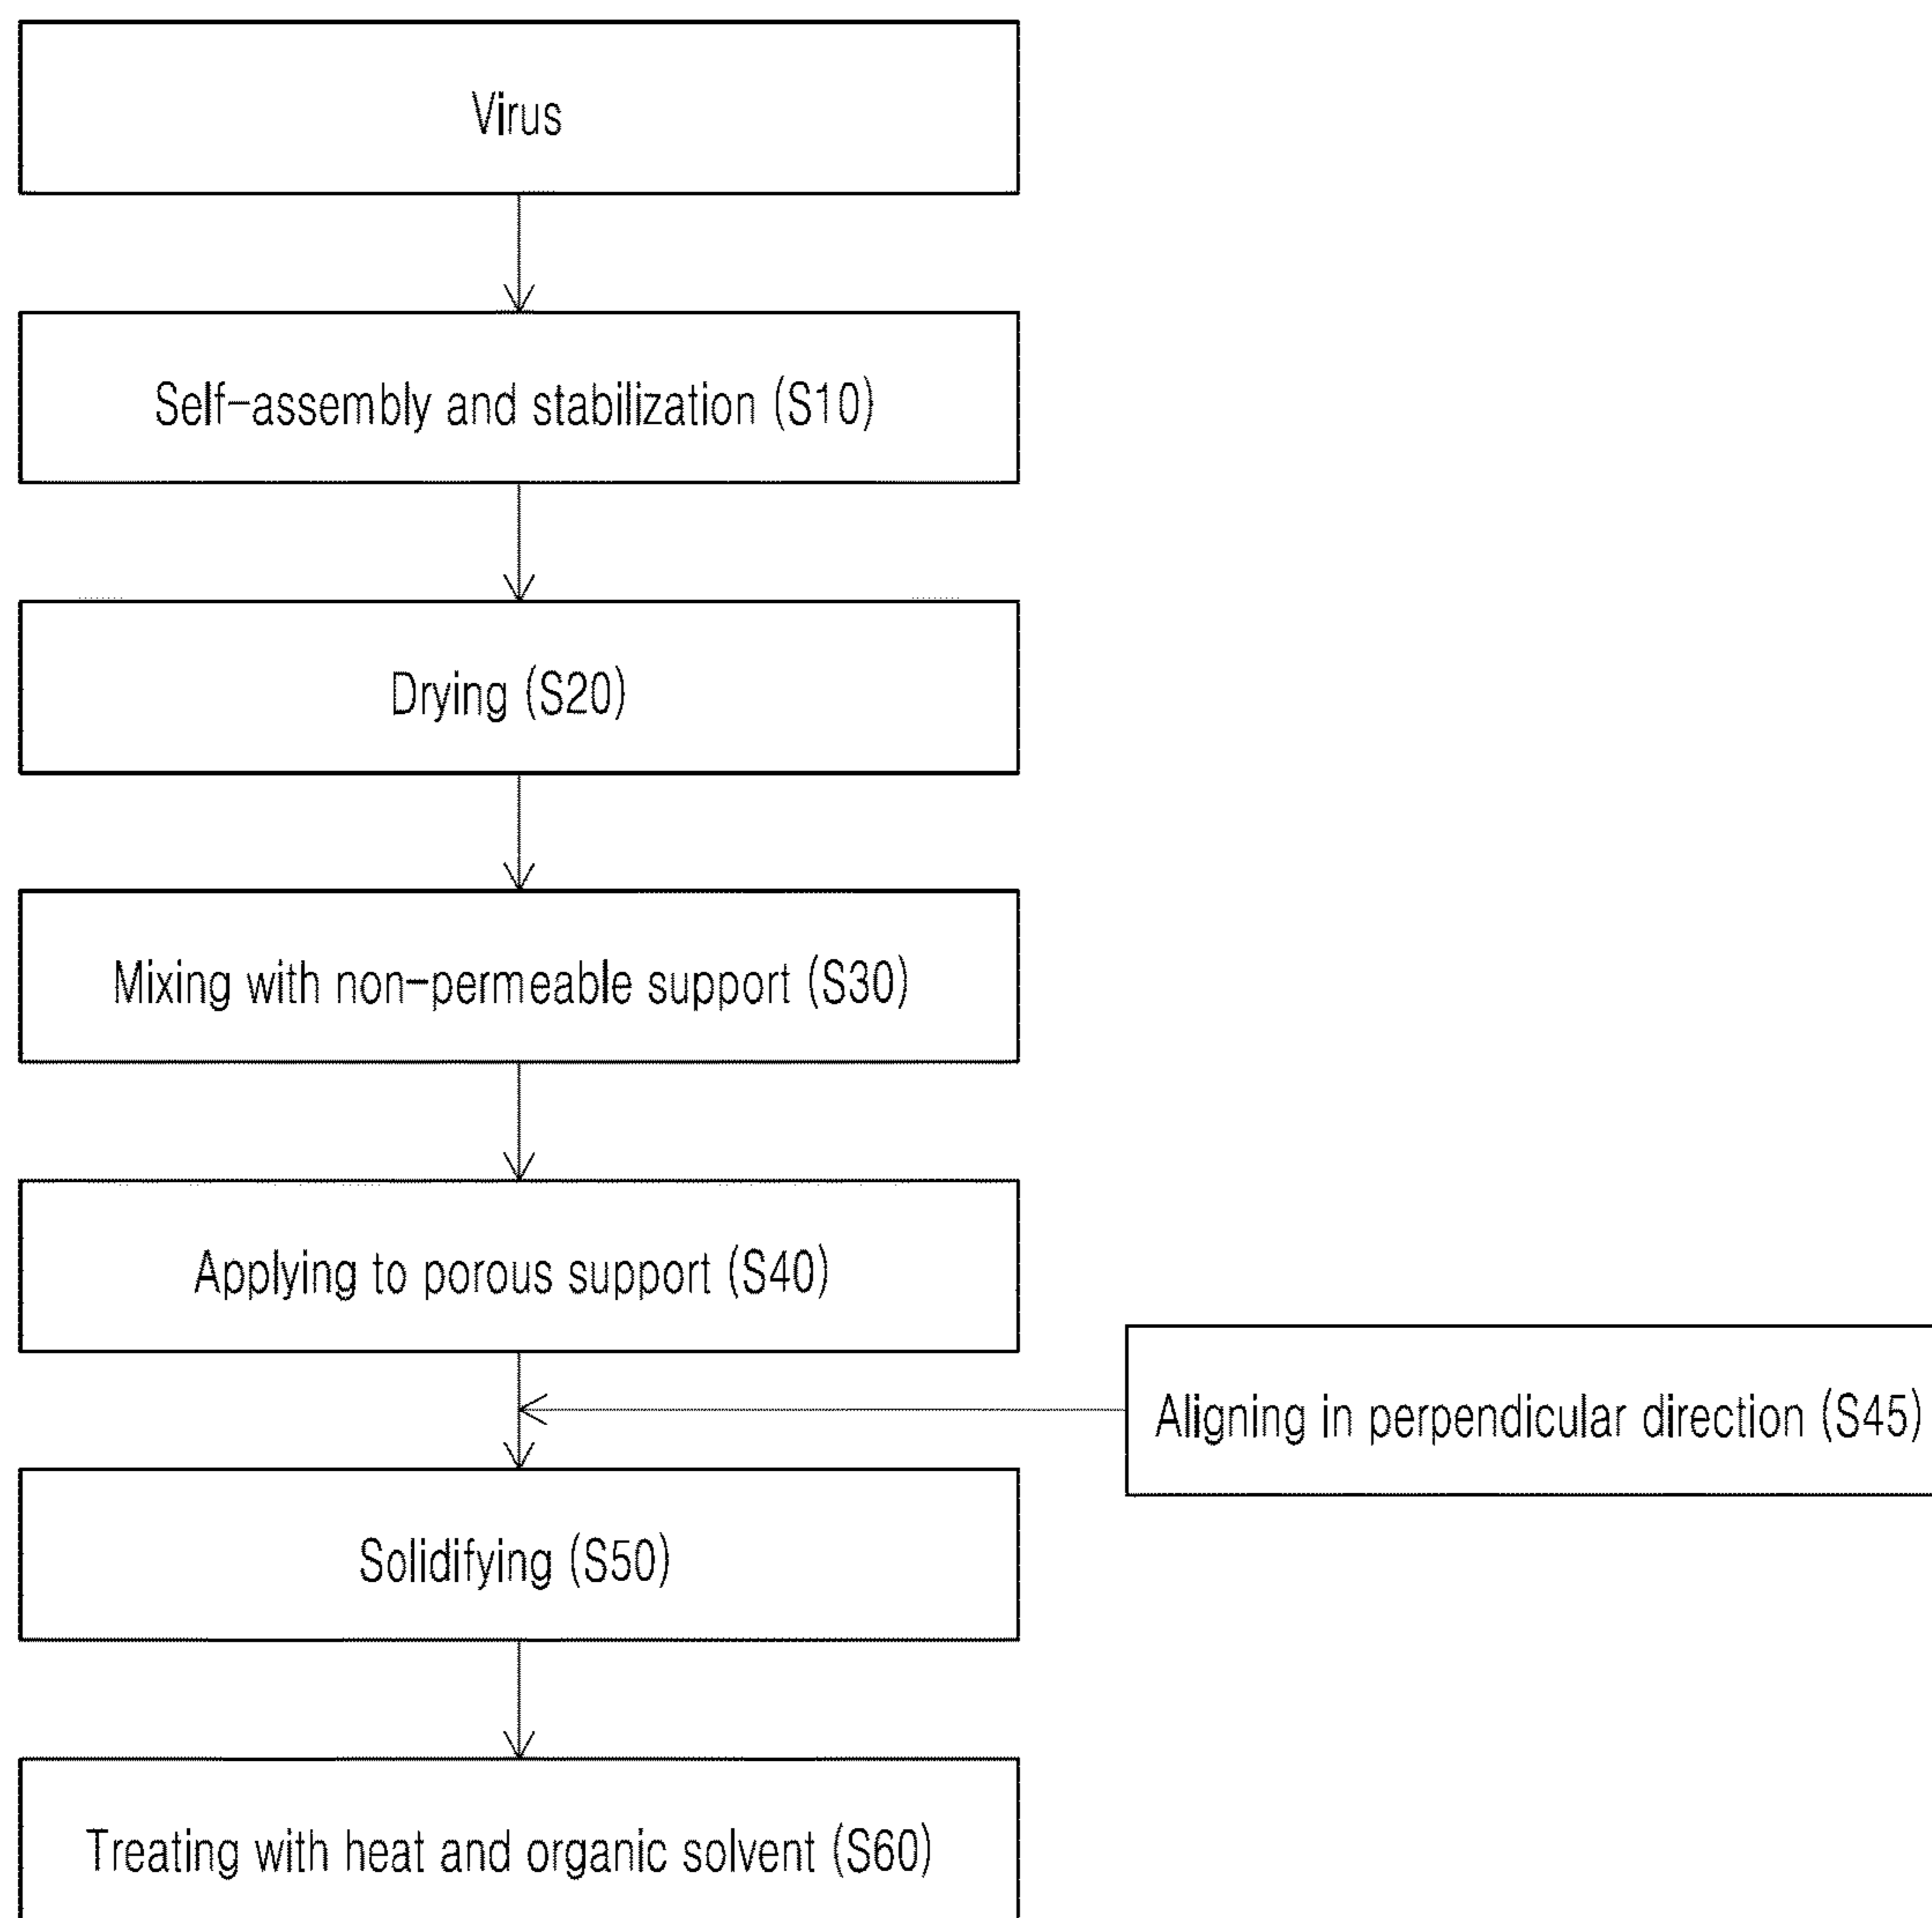 Virus
Self-assembly and stabilization (S10)
Drying (S20)
Mixing with non-permeable support (S30)
Applying to porous support (S40)
Aligning in perpendicular direction (S45)
Solidifying (S50)
Treating with heat and organic solvent (S60)